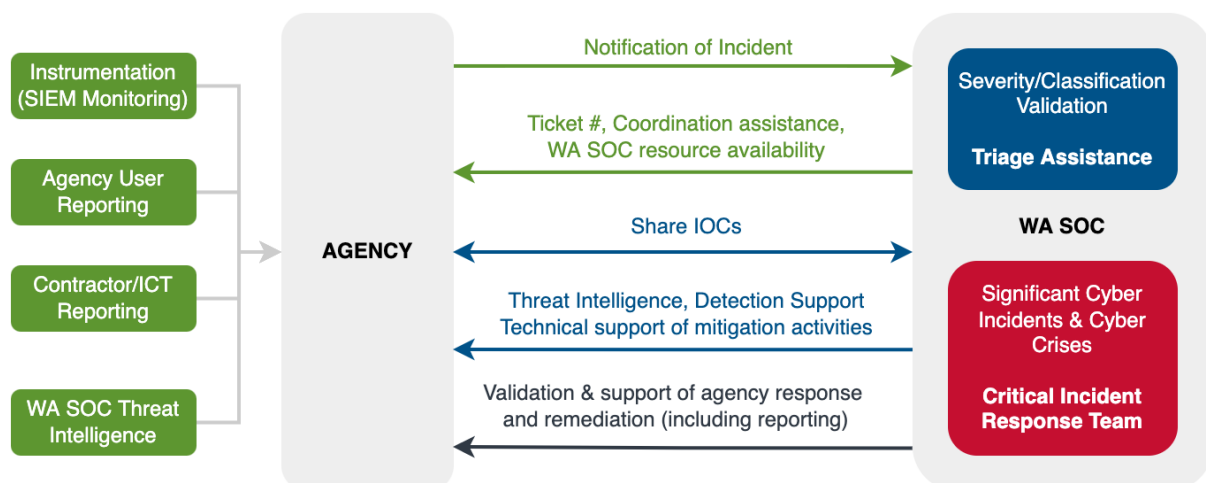 Instrumentation
(SIEM Monitoring)
Agency User
Reporting
Contractor/ICT
Reporting
WA SOC Threat
Intelligence
AGENCY
Notification of Incident
Ticket #, Coordination assistance,
WA SOC resource availability
Share IOCs
Threat Intelligence, Detection Support
Technical support of mitigation activities
Validation & support of agency response
and remediation (including reporting)
Severity/Classification
Validation
Triage Assistance
WA SOC
Significant Cyber
Incidents & Cyber
Crises
Critical Incident
Response Team